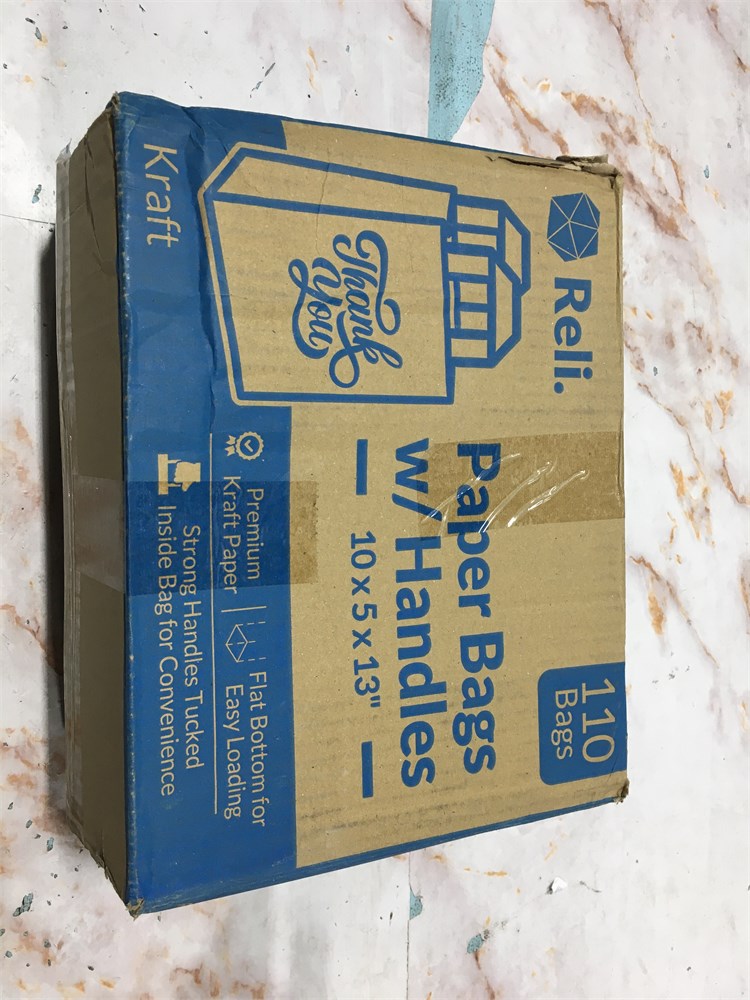 Reli.
110
Bags
Paper Bags
w/ Handles
10 x 5 x 13"
Thank
You
Premium
Kraft Paper
Flat Bottom for
Easy Loading
Strong Handles Tucked
Inside Bag for Convenience
Kraft